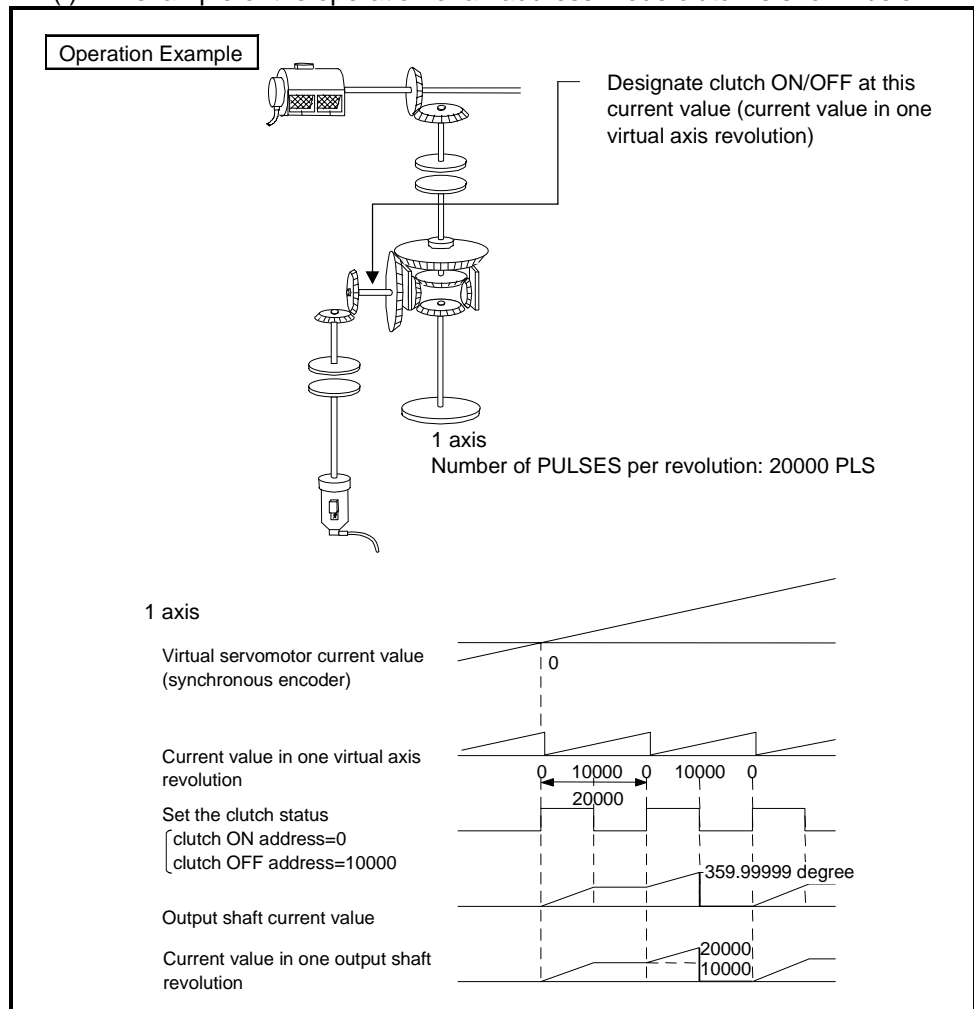 Operation Example
Designate clutch ON/OFF at this
current value (current value in one
virtual axis revolution)
1 axis
Number of PULSES per revolution: 20000 PLS
1 axis
Virtual servomotor current value
(synchronous encoder)
0
Current value in one virtual axis
revolution
0 10000 0 10000 0
20000
Set the clutch status
clutch ON address=0
clutch OFF address=10000
359.99999 degree
Output shaft current value
20000
Current value in one output shaft
10000
revolution